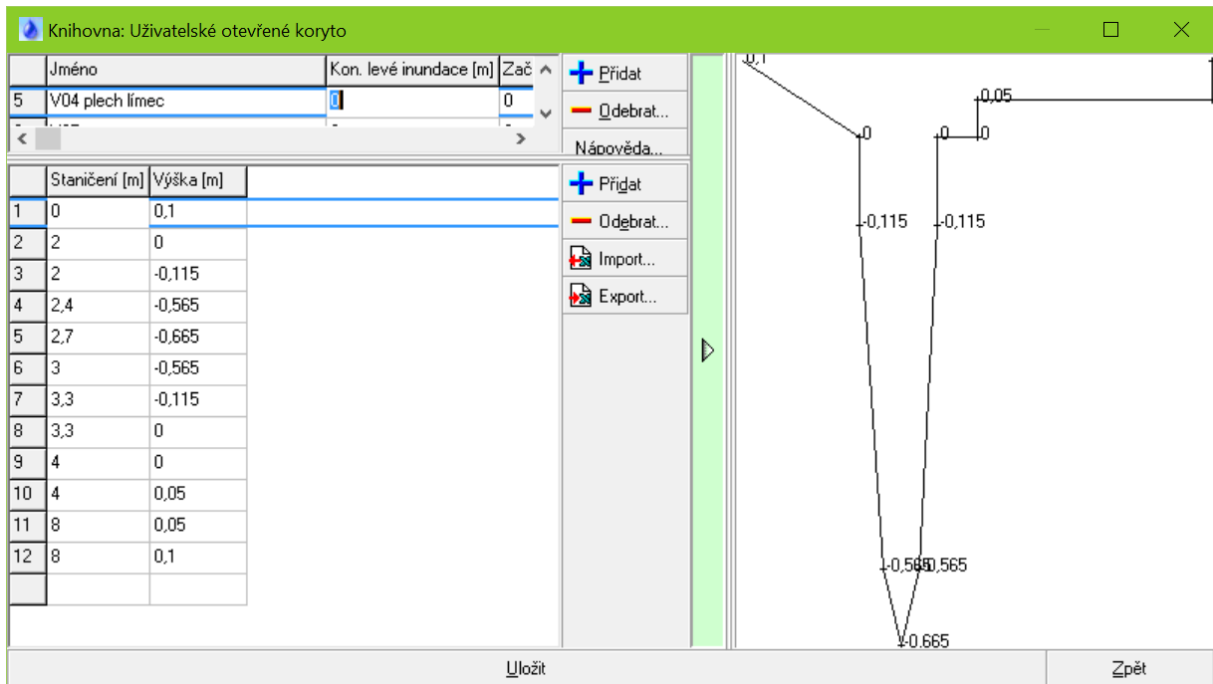 Knihovna: Uživatelské otevřené koryto
Jméno Kon. levé inundace [m] Zač
5 V04 plech límec 0 0
Přidat
Odebrat...
Nápověda...
Staničení [m] Výška [m]
1 0 0,1
2 2 0
3 2 -0,115
4 2,4 -0,565
5 2,7 -0,665
6 3 -0,565
7 3,3 -0,115
8 3,3 0
9 4 0
10 4 0,05
11 8 0,05
12 8 0,1
Přidat
Odebrat...
Import...
Export...
0,1
0,05
0 0 0
-0,115 -0,115
-0,565 -0,565
-0.665
Uložit Zpět